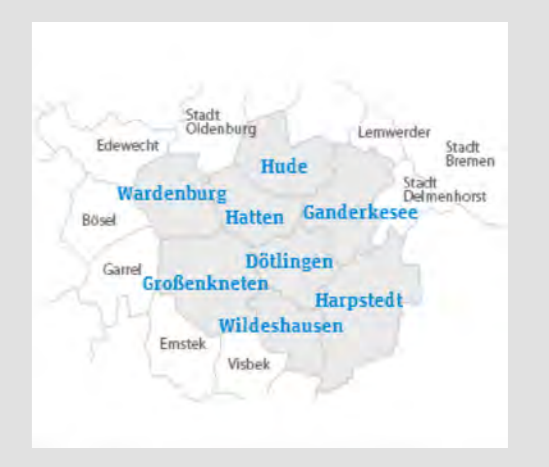 Stadt
Oldenburg
Edewecht
Lemwerder
Stadt
Bremen
Hude
Stadt
Delmenhorst
Wardenburg
Hatten
Ganderkesee
Bösel
Dötlingen
Garrel
Großenkneten
Harpstedt
Wildeshausen
Emstek
Visbek